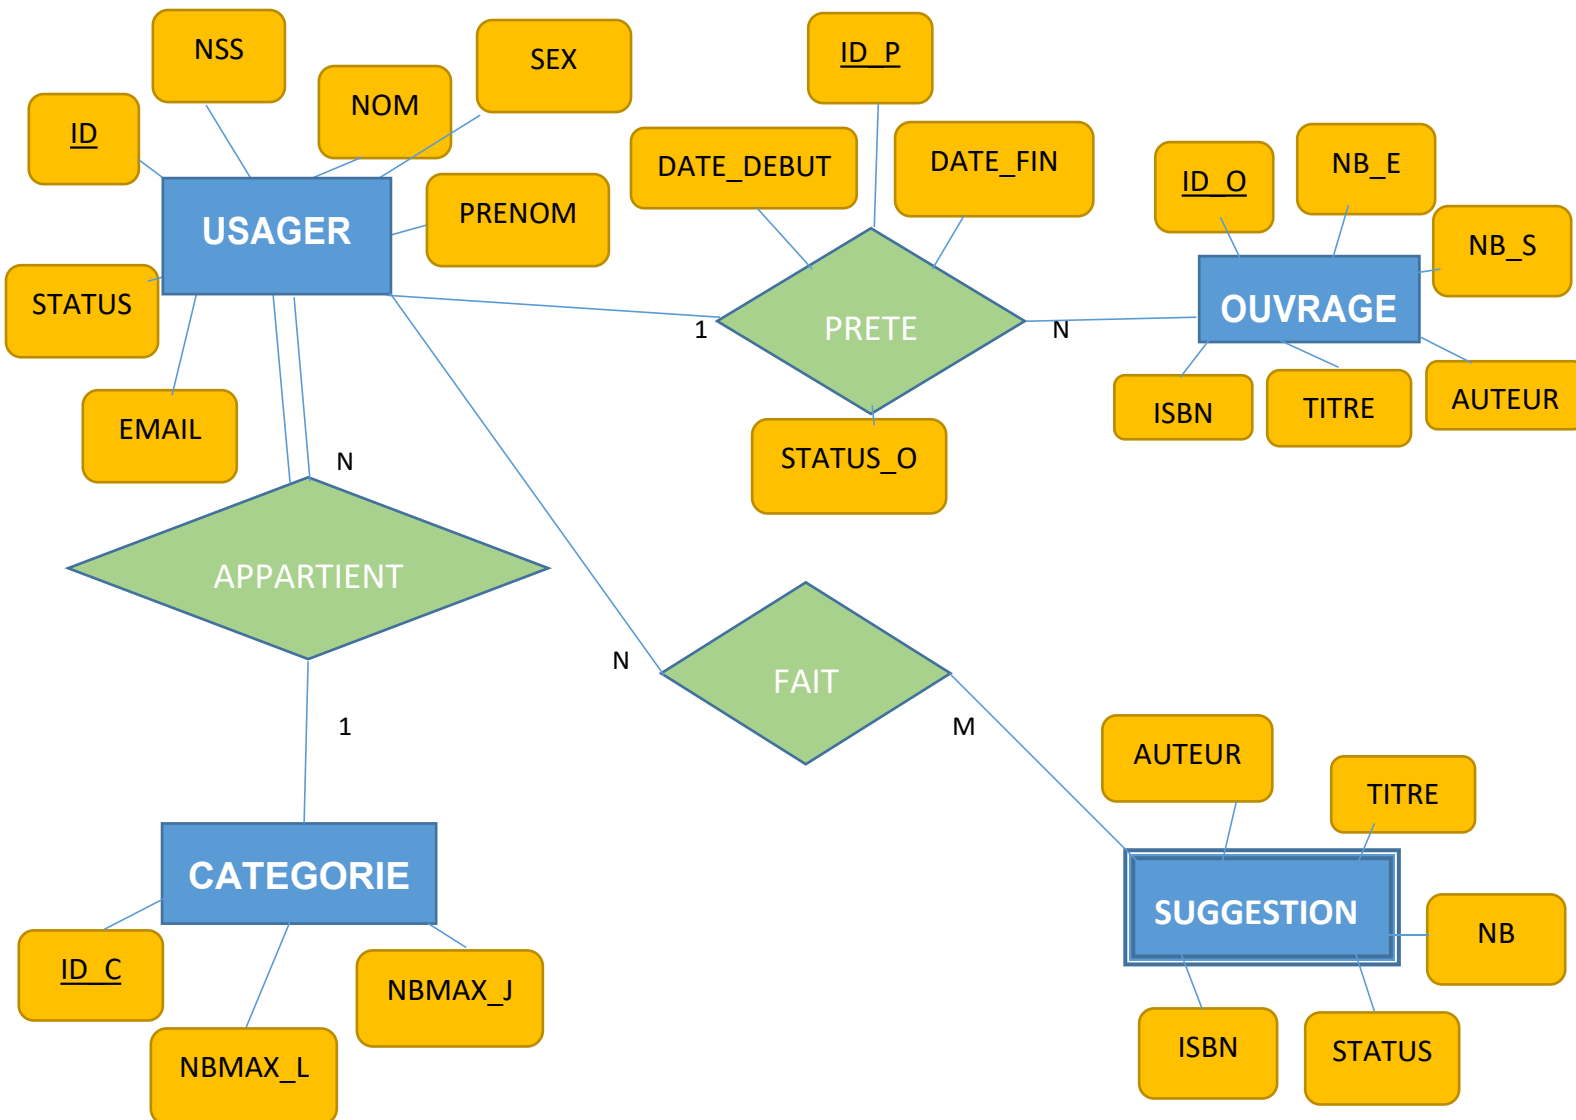 NSS
SEX
ID_P
NOM
ID
DATE_DEBUT
DATE_FIN
NB_E
ID_O
PRENOM
USAGER
NB_S
STATUS
OUVRAGE
1
PRETE
N
ISBN
TITRE
AUTEUR
EMAIL
N
STATUS_O
APPARTIENT
N
FAIT
1
M
AUTEUR
TITRE
CATEGORIE
SUGGESTION
NB
ID_C
NBMAX_J
ISBN
STATUS
NBMAX_L